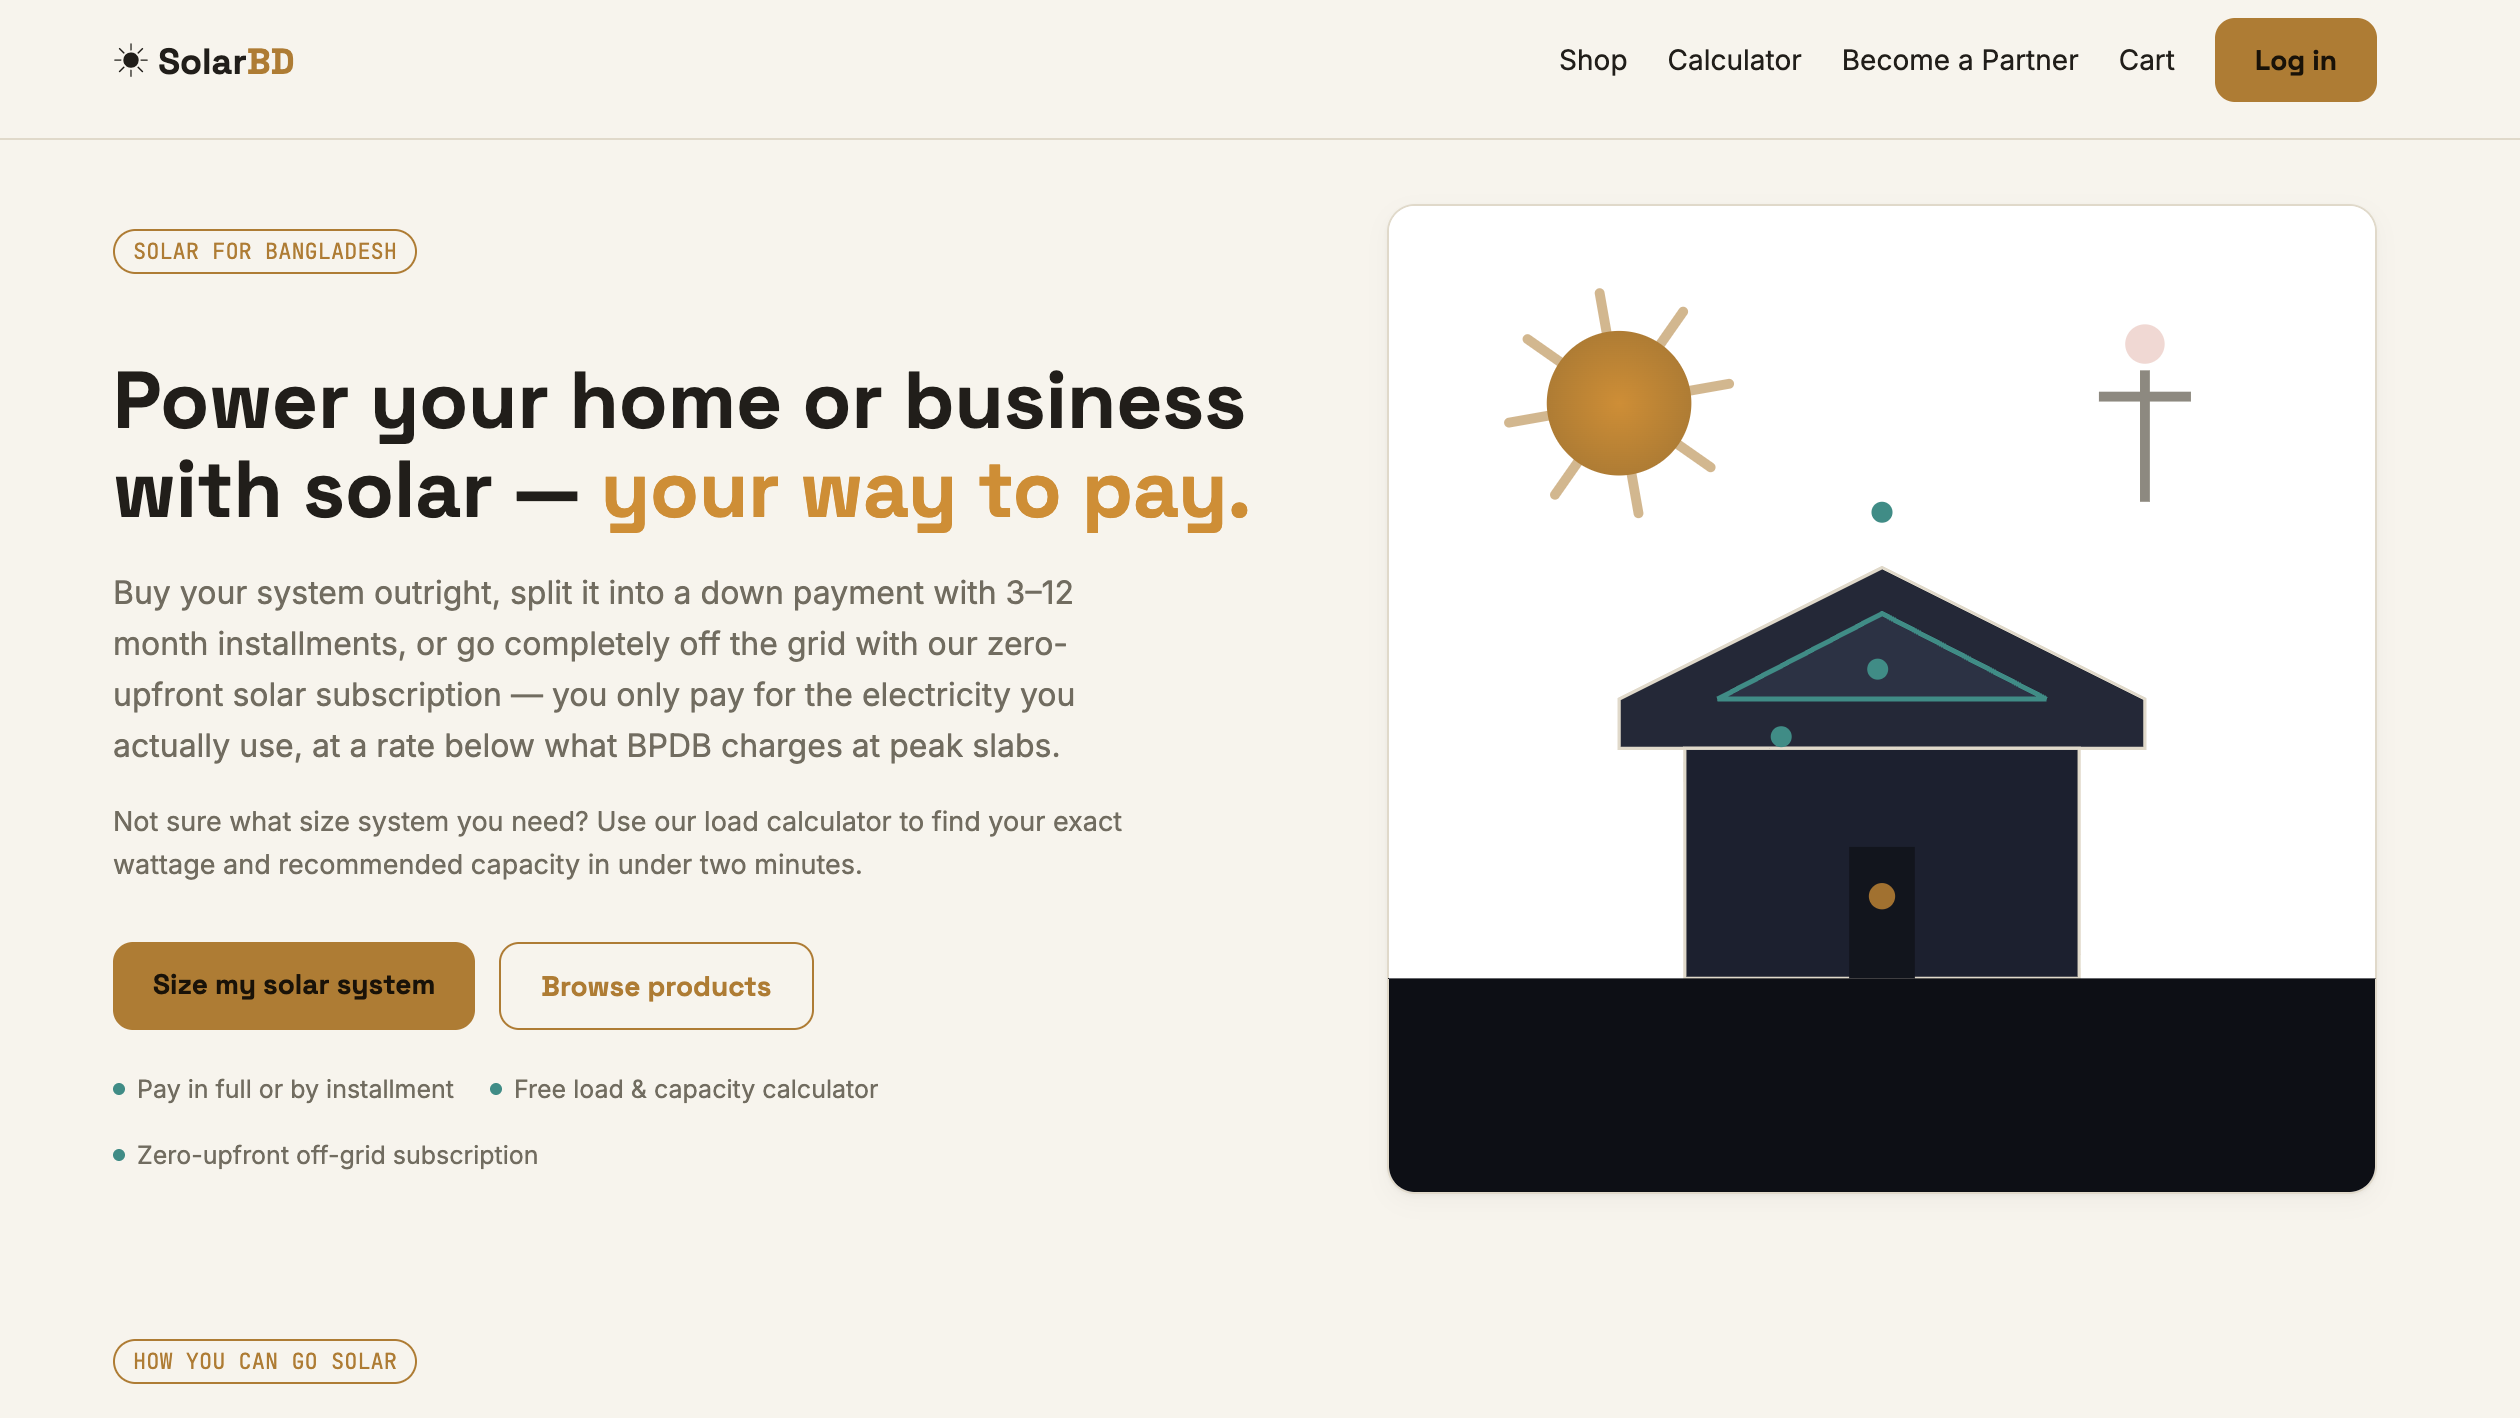 SolarBD
Shop Calculator Become a Partner Cart Log in
SOLAR FOR BANGLADESH
Power your home or business
with solar — your way to pay.
Buy your system outright, split it into a down payment with 3–12
month installments, or go completely off the grid with our zero-
upfront solar subscription — you only pay for the electricity you
actually use, at a rate below what BPDB charges at peak slabs.
Not sure what size system you need? Use our load calculator to find your exact
wattage and recommended capacity in under two minutes.
Size my solar system Browse products
Pay in full or by installment Free load & capacity calculator
Zero-upfront off-grid subscription
HOW YOU CAN GO SOLAR